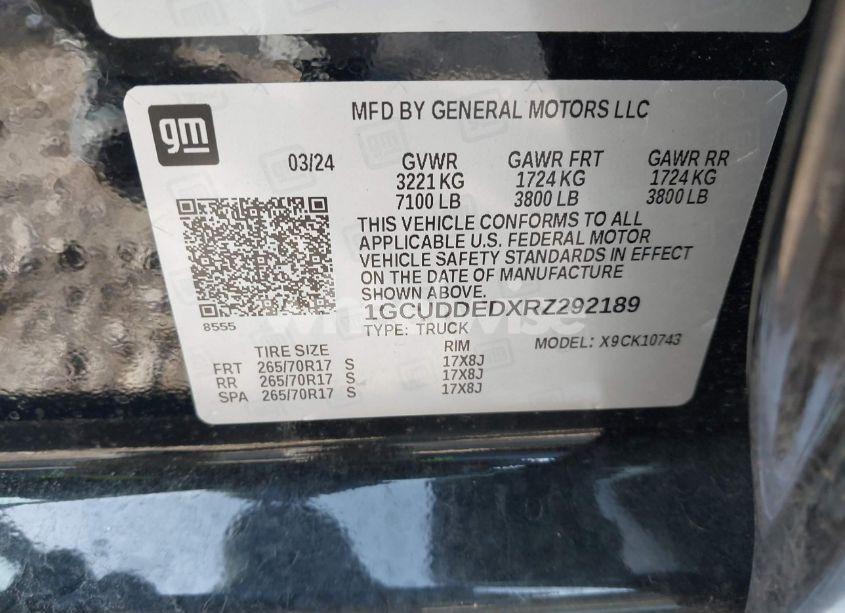 gm
MFD BY GENERAL MOTORS LLC
03/24 GVWR GAWR FRT GAWR RR
3221 KG 1724 KG 1724 KG
7100 LB 3800 LB 3800 LB
THIS VEHICLE CONFORMS TO ALL
APPLICABLE U.S. FEDERAL MOTOR
VEHICLE SAFETY STANDARDS IN EFFECT
ON THE DATE OF MANUFACTURE
SHOWN ABOVE.
8555
1GCUDDEDXRZ292189
TYPE: TRUCK MODEL: X9CK10743
TIRE SIZE RIM
FRT 265/70R17 S 17X8J
RR 265/70R17 S 17X8J
SPA 265/70R17 S 17X8J